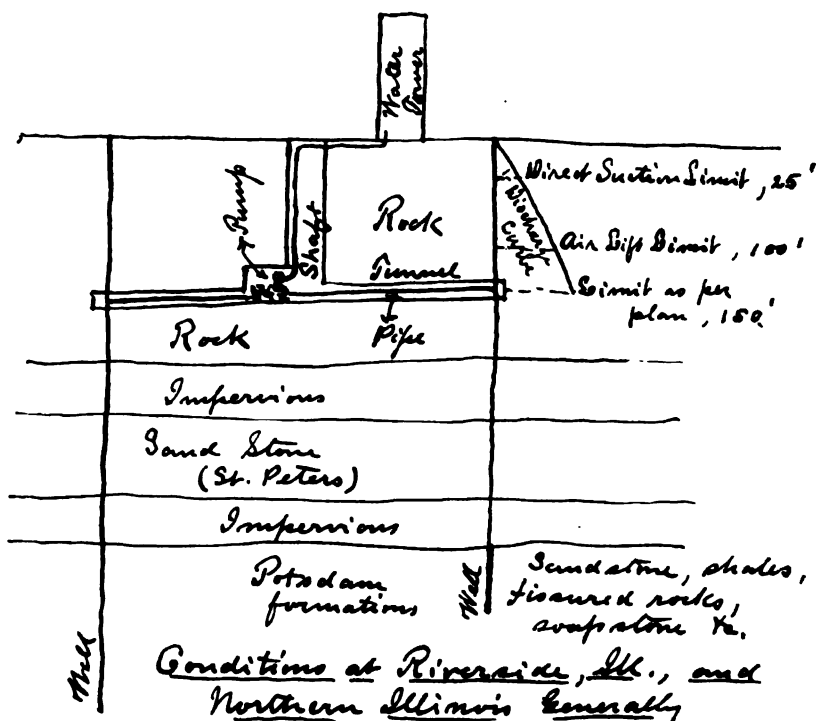 Water
Tower
Pump
Shaft
Rock
Tunnel
Direct Suction Limit, 25'
Discharge
Curve
Air Lift Limit, 100'
Limit as per
plan, 150.'
Rock
Pipe
Impervious
Sand Stone
(St. Peters)
Impervious
Potsdam
formations
Well
Sandstone, shales,
fissured rocks,
soapstone &c.
Well
Conditions at Riverside, Ill., and
Northern Illinois Generally